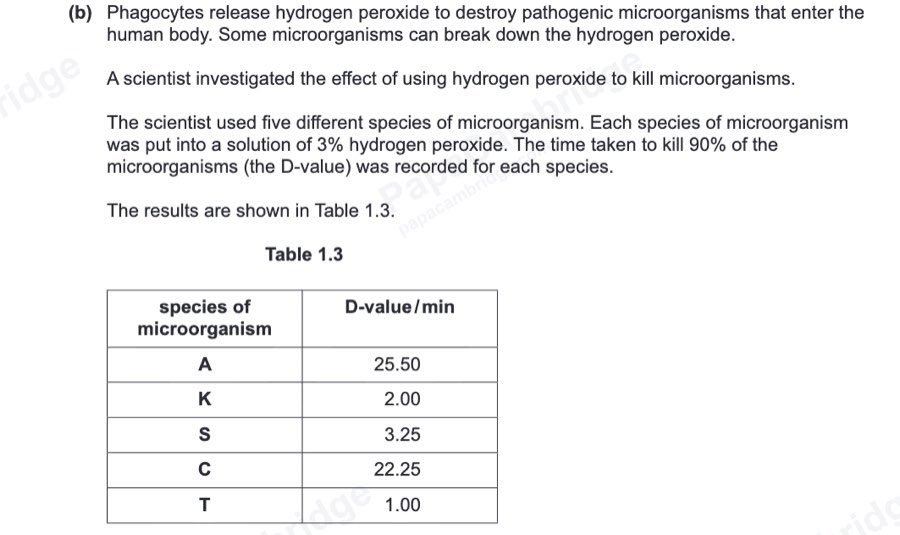 (b) Phagocytes release hydrogen peroxide to destroy pathogenic microorganisms that enter the
human body. Some microorganisms can break down the hydrogen peroxide.
A scientist investigated the effect of using hydrogen peroxide to kill microorganisms.
The scientist used five different species of microorganism. Each species of microorganism
was put into a solution of 3% hydrogen peroxide. The time taken to kill 90% of the
microorganisms (the D-value) was recorded for each species.
The results are shown in Table 1.3.
Table 1.3
species of microorganism D-value / min
A 25.50
K 2.00
S 3.25
C 22.25
T 1.00